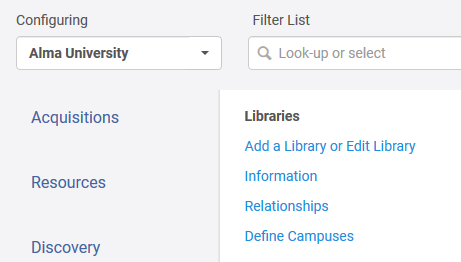 Configuring
Filter List
Alma University
Look-up or select
Acquisitions
Resources
Discovery
Libraries
Add a Library or Edit Library
Information
Relationships
Define Campuses